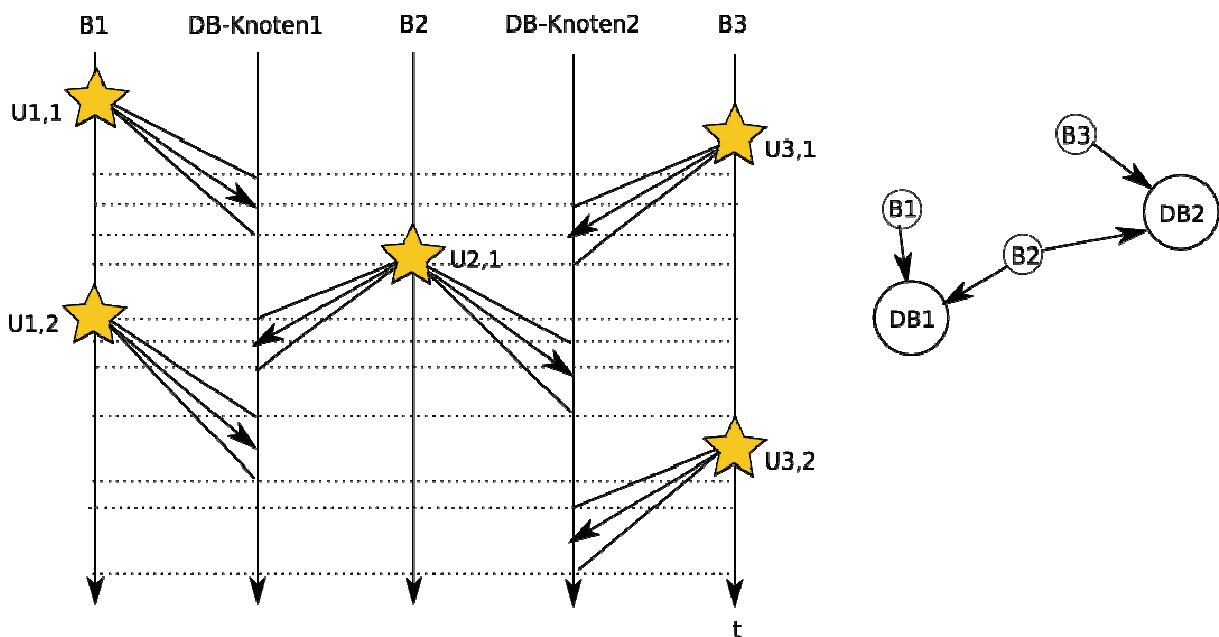 B1 DB-Knoten1 B2 DB-Knoten2 B3
U1,1
U3,1
U2,1
U1,2
U3,2
t
B3
B1
DB2
B2
DB1